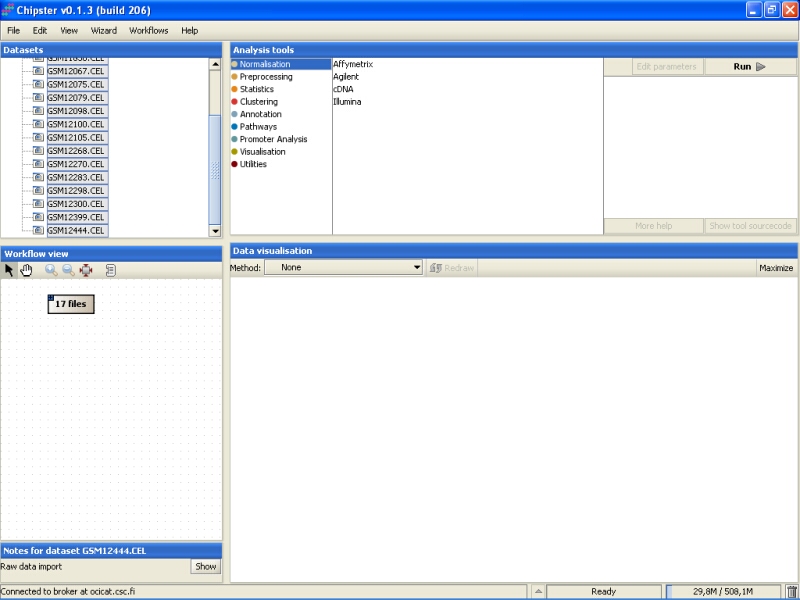 Chipster v0.1.3 (build 206)
File Edit View Wizard Workflows Help
Datasets
GSM12067.CEL
GSM12075.CEL
GSM12079.CEL
GSM12098.CEL
GSM12100.CEL
GSM12105.CEL
GSM12268.CEL
GSM12270.CEL
GSM12283.CEL
GSM12298.CEL
GSM12300.CEL
GSM12399.CEL
GSM12444.CEL
Analysis tools
Normalisation
Preprocessing
Statistics
Clustering
Annotation
Pathways
Promoter Analysis
Visualisation
Utilities
Affymetrix
Agilent
cDNA
Illumina
Edit parameters Run
More help Show tool sourcecode
Workflow view
17 files
Data visualisation
Method: None Redraw Maximize
Notes for dataset GSM12444.CEL
Raw data import Show
Connected to broker at ocicat.csc.fi Ready 29,8M / 508,1M